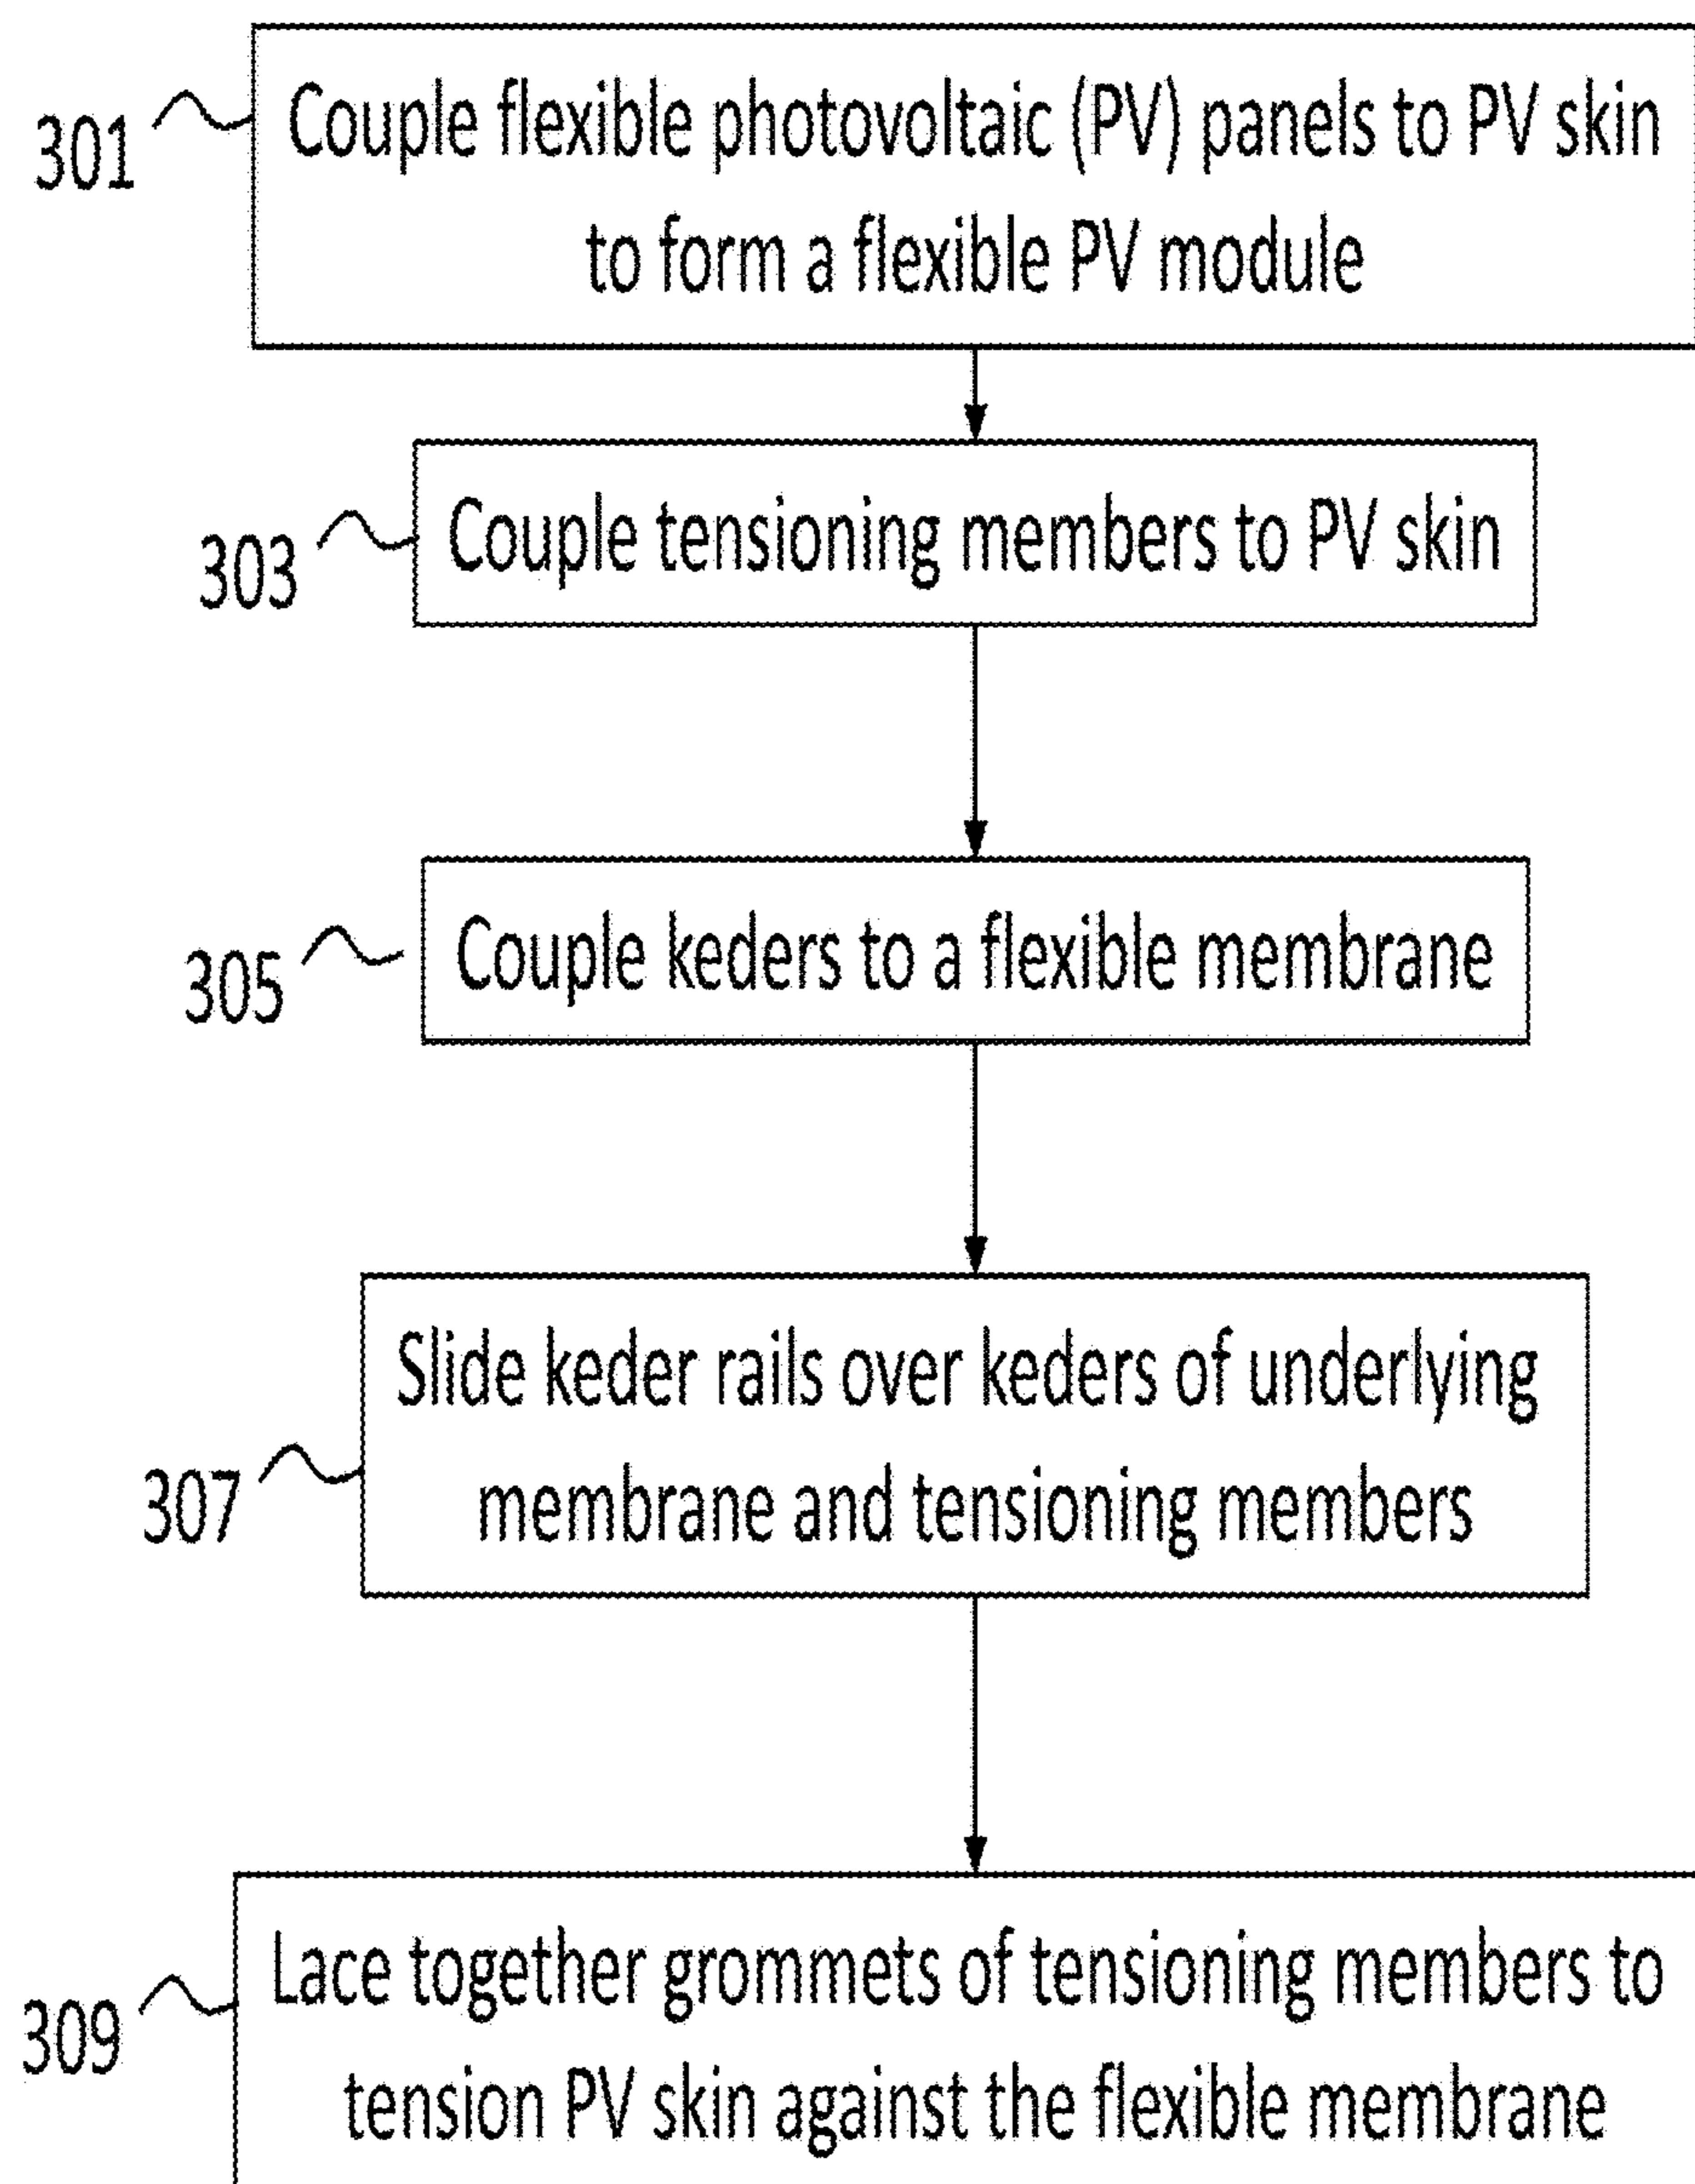 301
Couple flexible photovoltaic (PV) panels to PV skin
to form a flexible PV module
303
Couple tensioning members to PV skin
305
Couple keders to a flexible membrane
307
Slide keder rails over keders of underlying
membrane and tensioning members
309
Lace together grommets of tensioning members to
tension PV skin against the flexible membrane